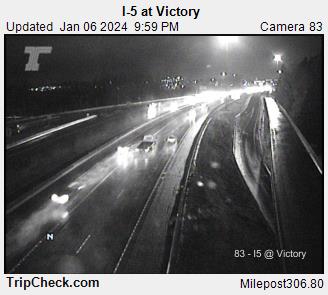 I-5 at Victory
Updated Jan 06 2024 9:59 PM Camera 83
T
N
83 - I5 @ Victory
TripCheck.com Milepost306.80